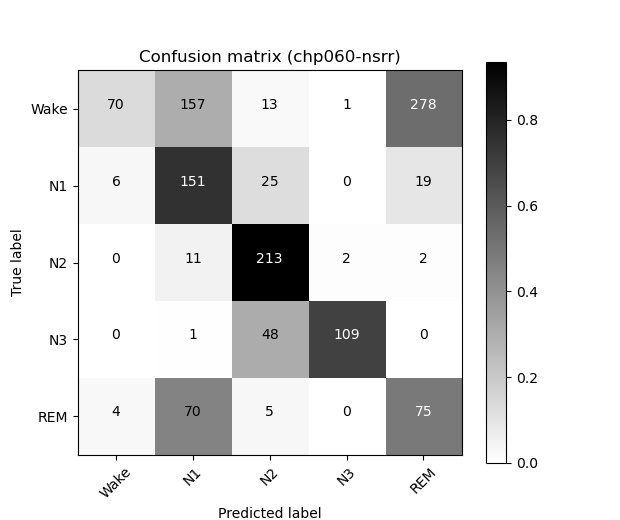 Confusion matrix (chp060-nsrr)
True label
Wake 70 157 13 1 278
N1 6 151 25 0 19
N2 0 11 213 2 2
N3 0 1 48 109 0
REM 4 70 5 0 75
Wake N1 N2 N3 REM
Predicted label
0.8
0.6
0.4
0.2
0.0